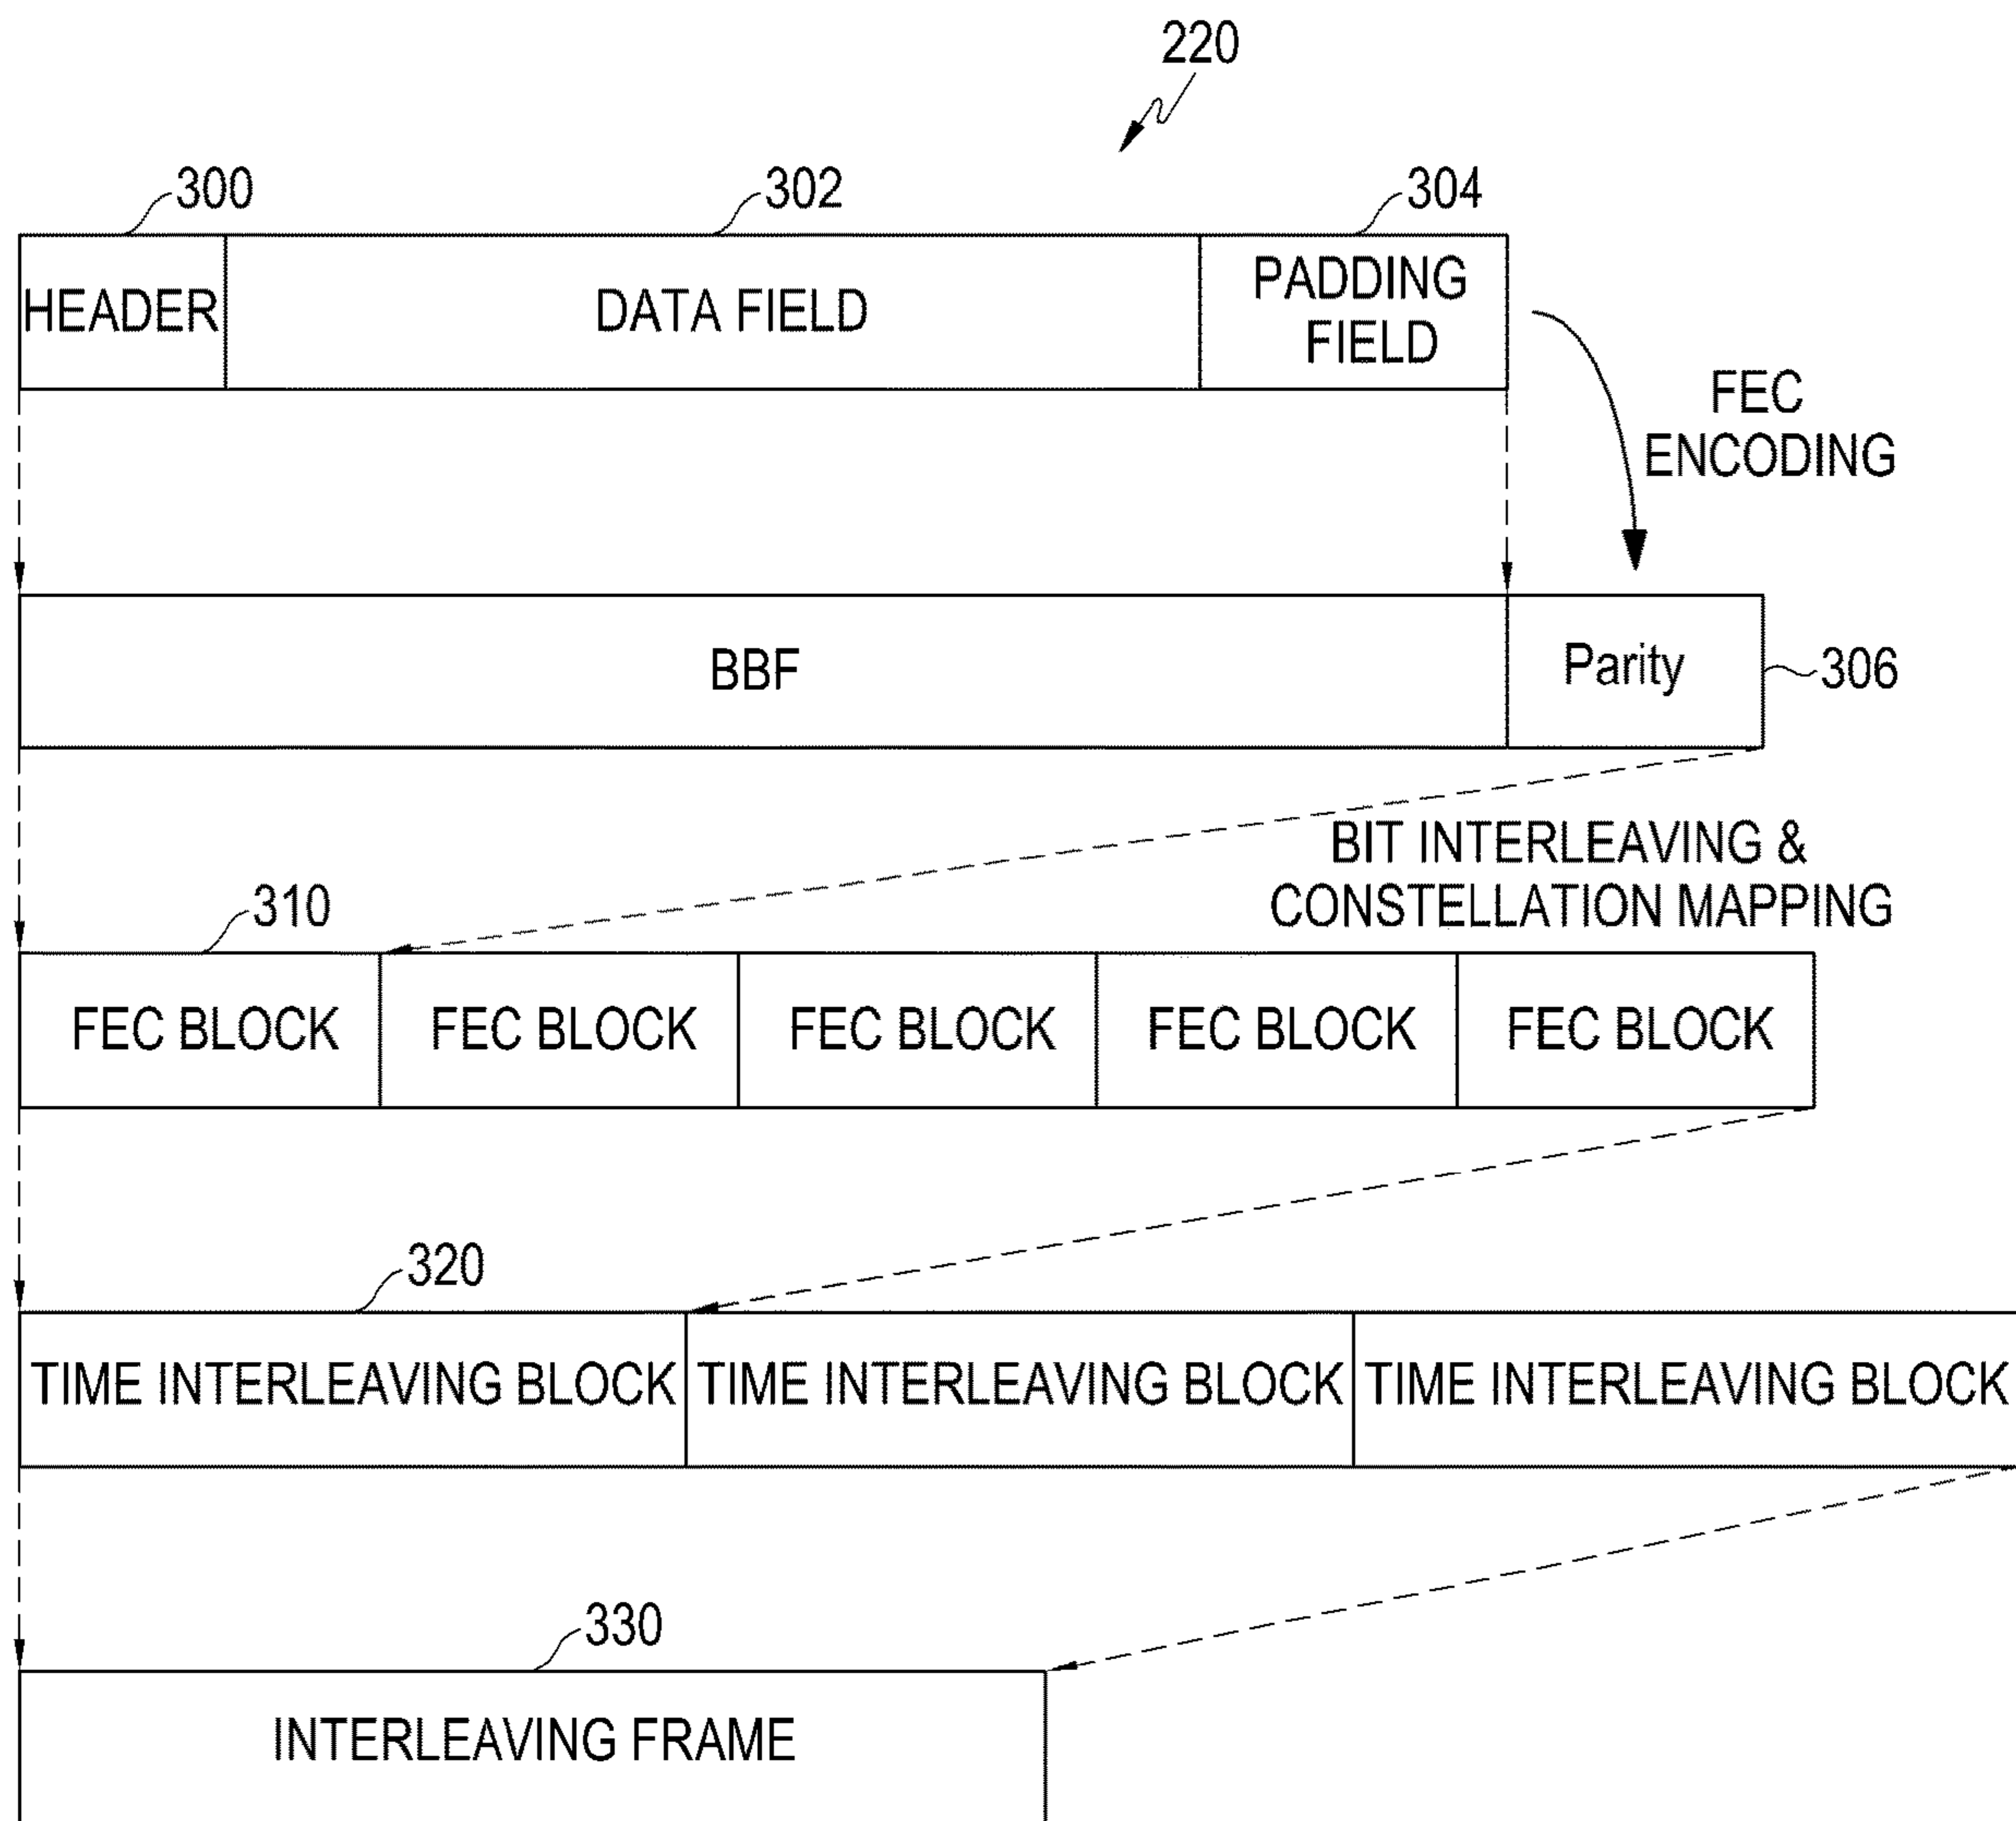 220
300
302
304
HEADER
DATA FIELD
PADDING
FIELD
FEC
ENCODING
BBF
Parity
306
BIT INTERLEAVING &
CONSTELLATION MAPPING
310
FEC BLOCK
FEC BLOCK
FEC BLOCK
FEC BLOCK
FEC BLOCK
320
TIME INTERLEAVING BLOCK
TIME INTERLEAVING BLOCK
TIME INTERLEAVING BLOCK
330
INTERLEAVING FRAME